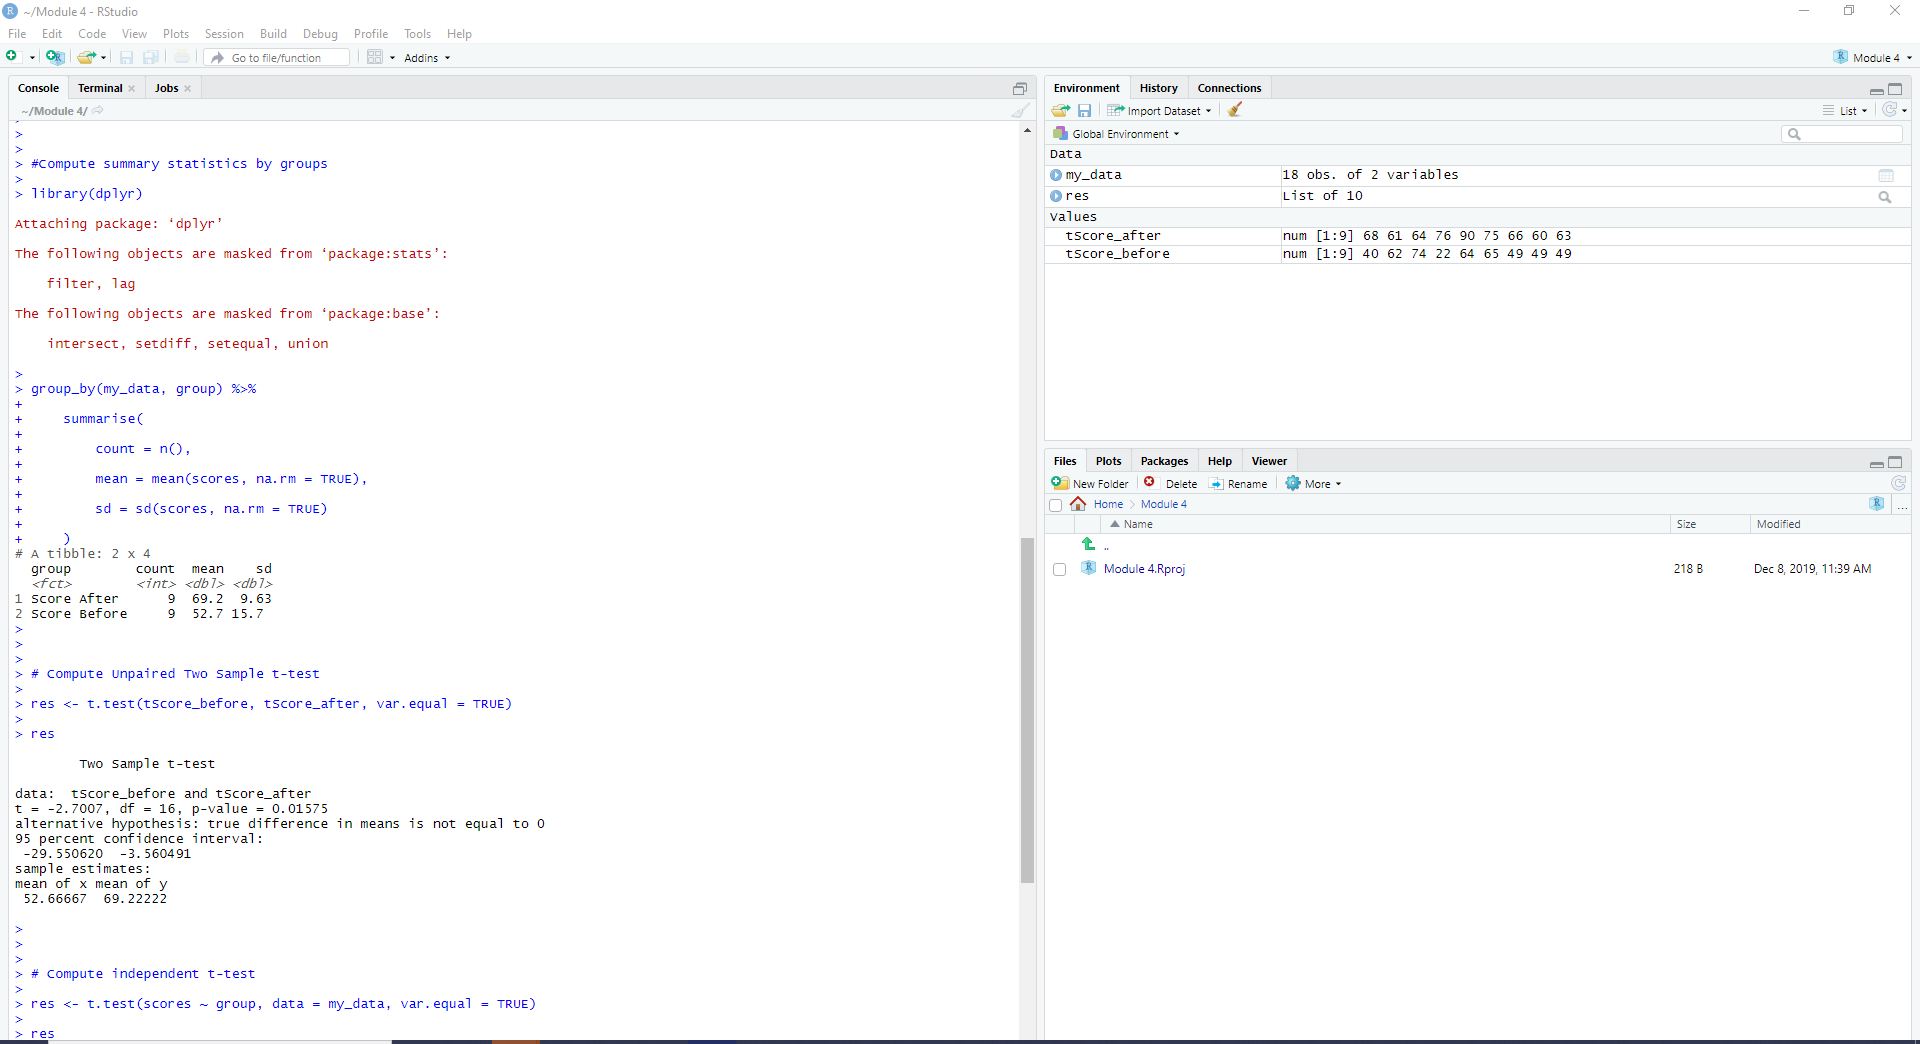 ~/Module 4 - RStudio
File Edit Code View Plots Session Build Debug Profile Tools Help
Go to file/function Addins Module 4
Console Terminal Jobs
~/Module 4/
>
>
> #Compute summary statistics by groups
>
> library(dplyr)
Attaching package: ‘dplyr’
The following objects are masked from ‘package:stats’:
filter, lag
The following objects are masked from ‘package:base’:
intersect, setdiff, setequal, union
>
> group_by(my_data, group) %>%
+
+ summarise(
+
+ count = n(),
+
+ mean = mean(scores, na.rm = TRUE),
+
+ sd = sd(scores, na.rm = TRUE)
+
+ )
# A tibble: 2 x 4
group count mean sd
<fct> <int> <dbl> <dbl>
1 Score After 9 69.2 9.63
2 Score Before 9 52.7 15.7
>
>
>
> # Compute Unpaired Two Sample t-test
>
> res <- t.test(tScore_before, tScore_after, var.equal = TRUE)
>
> res
Two Sample t-test
data: tScore_before and tScore_after
t = -2.7007, df = 16, p-value = 0.01575
alternative hypothesis: true difference in means is not equal to 0
95 percent confidence interval:
-29.550620 -3.560491
sample estimates:
mean of x mean of y
52.66667 69.22222
>
>
>
> # Compute independent t-test
>
> res <- t.test(scores ~ group, data = my_data, var.equal = TRUE)
>
> res
Environment History Connections
Import Dataset List
Global Environment
Data
my_data 18 obs. of 2 variables
res List of 10
Values
tScore_after num [1:9] 68 61 64 76 90 75 66 60 63
tScore_before num [1:9] 40 62 74 22 64 65 49 49 49
Files Plots Packages Help Viewer
New Folder Delete Rename More
Home Module 4 ...
Name Size Modified
..
Module 4.Rproj 218 B Dec 8, 2019, 11:39 AM